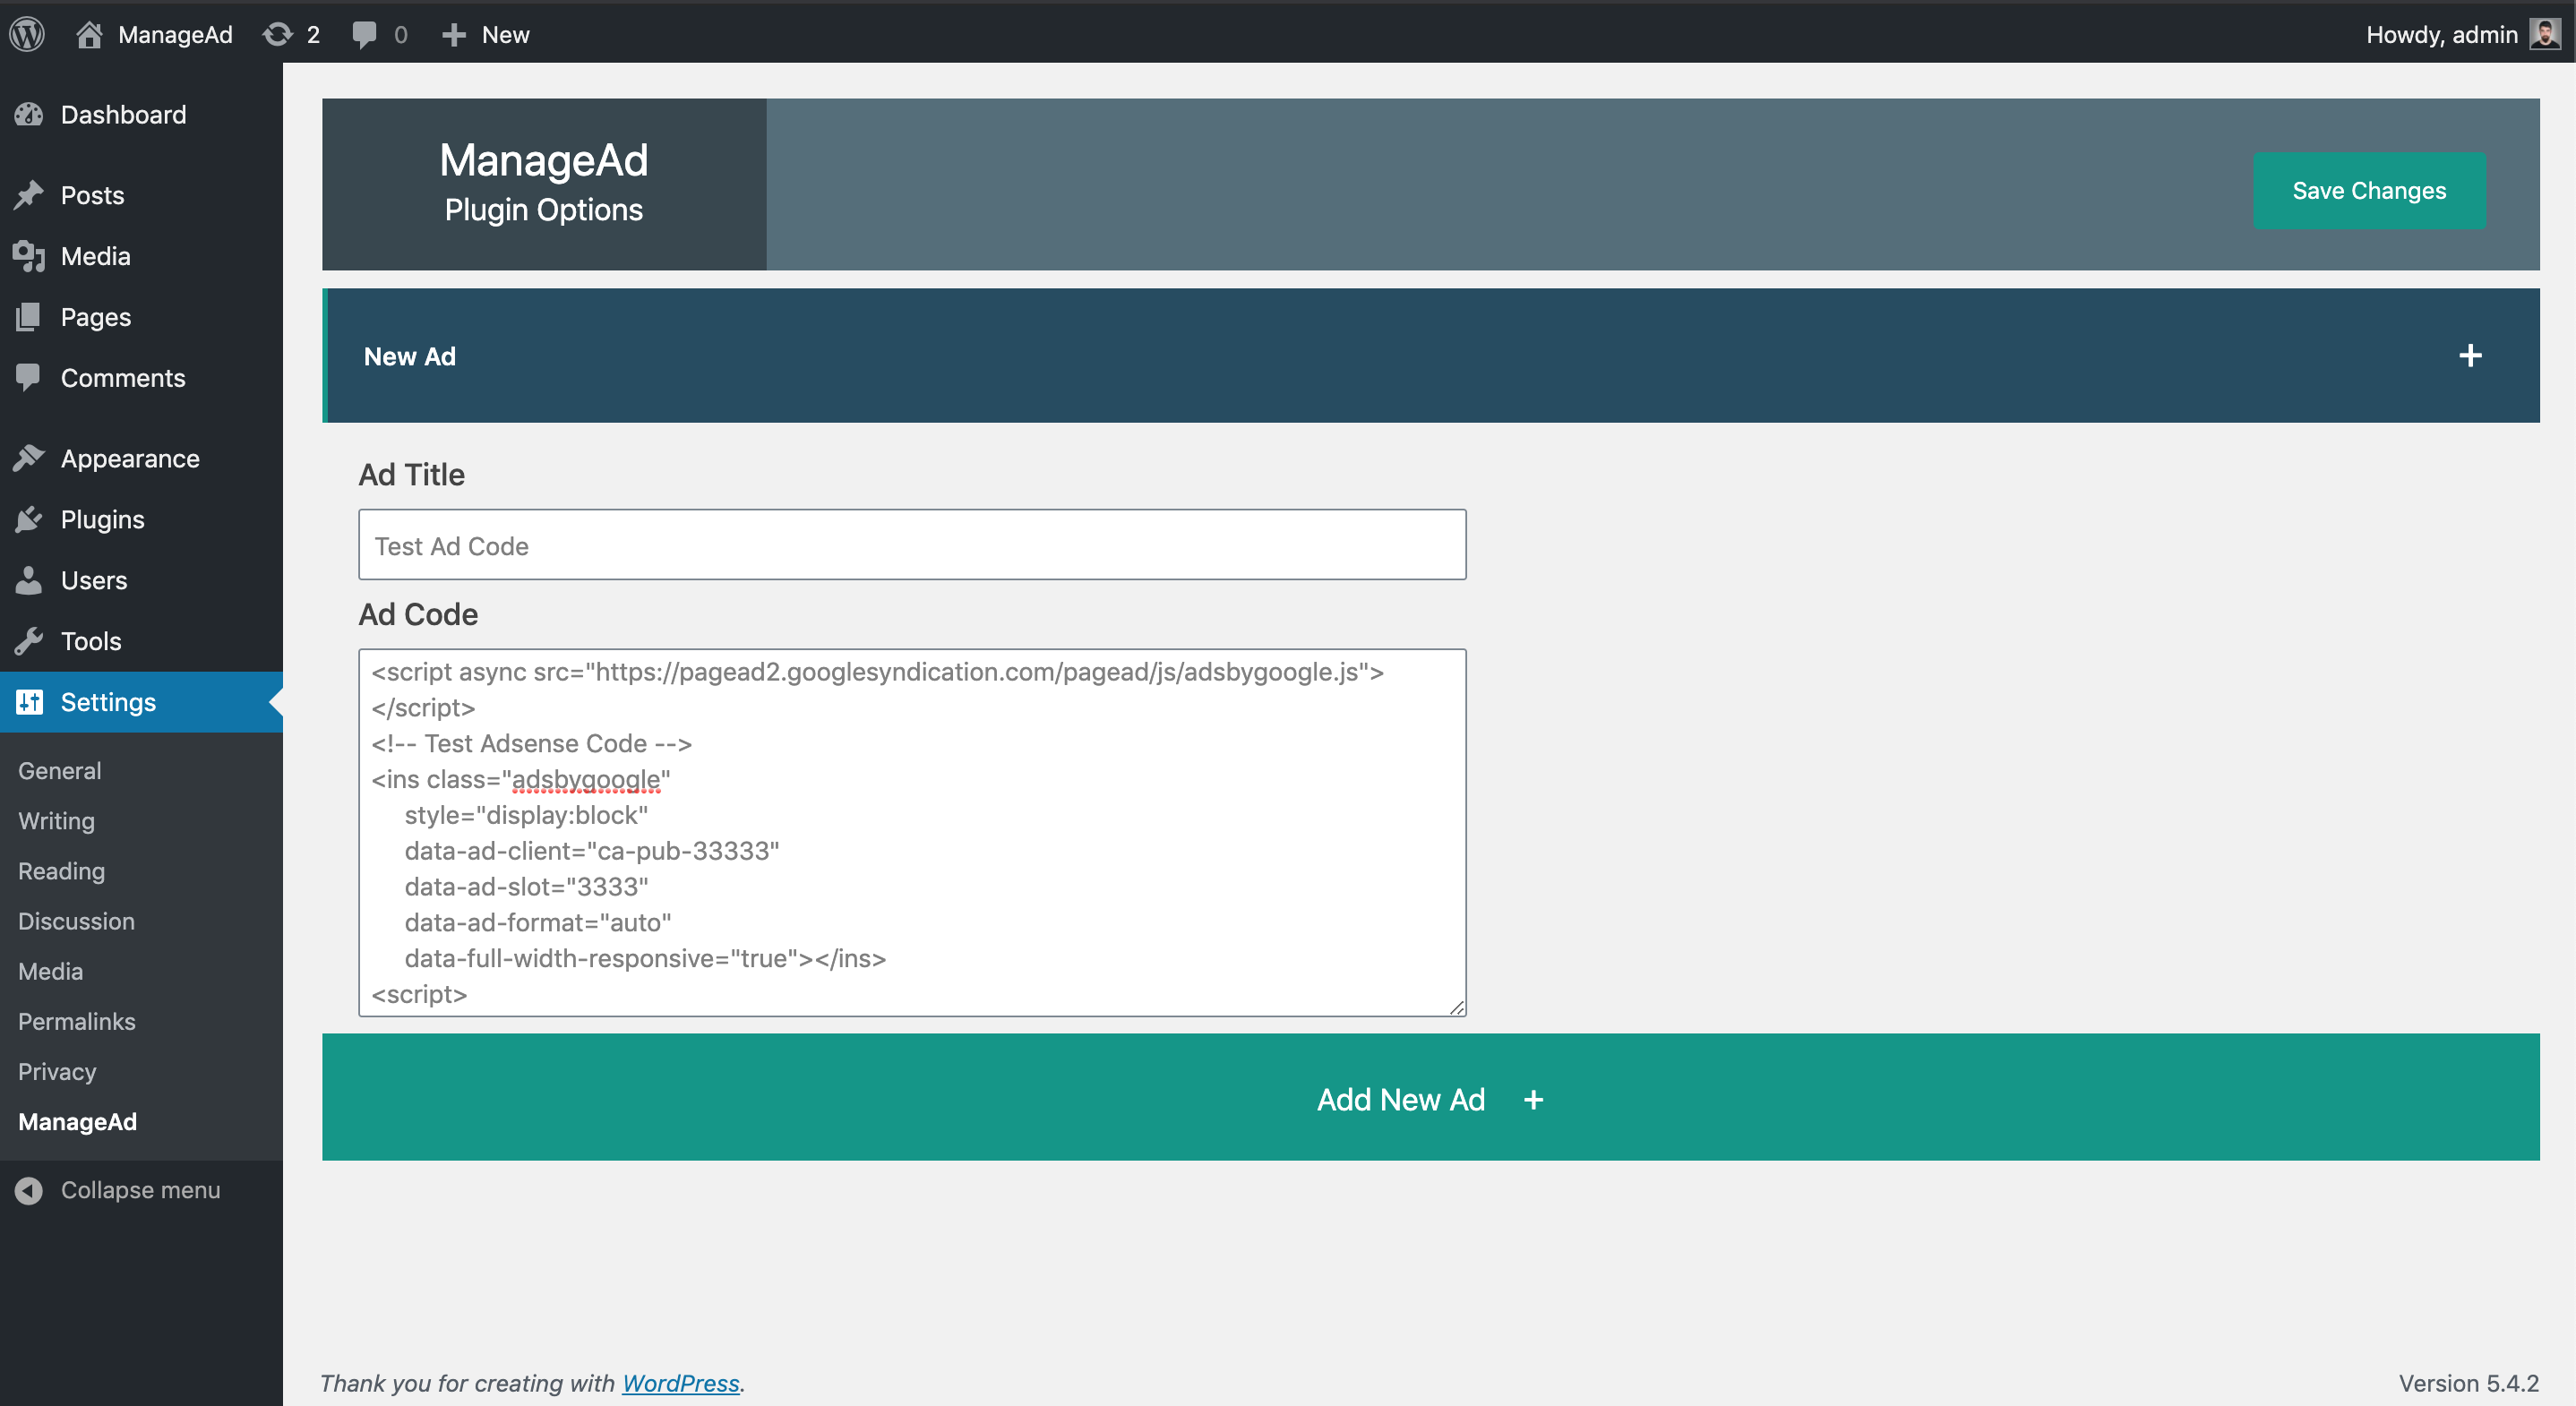 ManageAd 2 0 + New Howdy, admin
Dashboard
Posts
Media
Pages
Comments
Appearance
Plugins
Users
Tools
Settings
General
Writing
Reading
Discussion
Media
Permalinks
Privacy
ManageAd
Collapse menu
ManageAd
Plugin Options
Save Changes
New Ad +
Ad Title
Test Ad Code
Ad Code
<script async src="https://pagead2.googlesyndication.com/pagead/js/adsbygoogle.js">
</script>
<!-- Test Adsense Code -->
<ins class="adsbygoogle"
style="display:block"
data-ad-client="ca-pub-33333"
data-ad-slot="3333"
data-ad-format="auto"
data-full-width-responsive="true"></ins>
<script>
Add New Ad +
Thank you for creating with WordPress.
Version 5.4.2